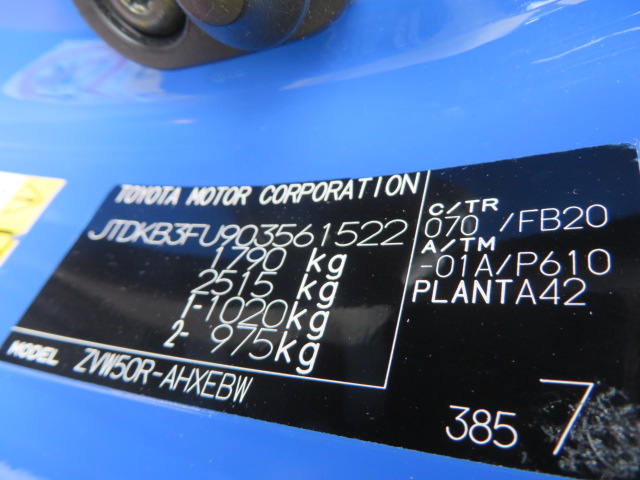 TOYOTA MOTOR CORPORATION
JTDKB3FU903561522
1790 kg
2515 kg
1-1020kg
2- 975kg
MODEL ZVW50R-AHXEBW
C/TR
070 /FB20
A/TM
-01A/P610
PLANTA42
385 7